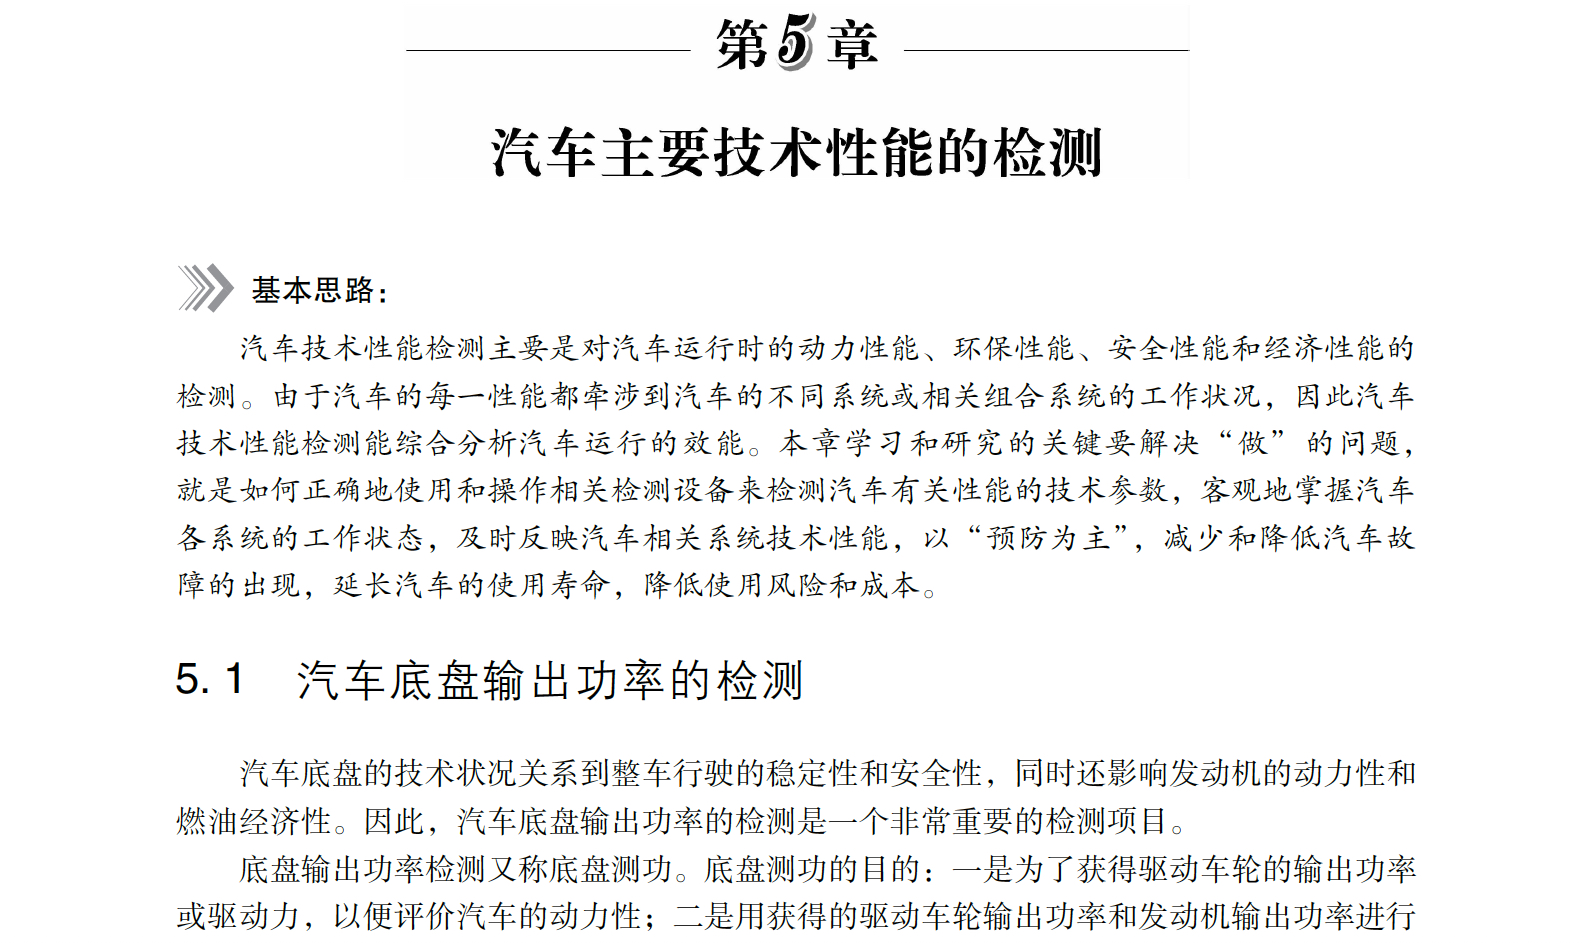 第5章
汽车主要技术性能的检测
基本思路：
汽车技术性能检测主要是对汽车运行时的动力性能、环保性能、安全性能和经济性能的
检测。由于汽车的每一性能都牵涉到汽车的不同系统或相关组合系统的工作状况，因此汽车
技术性能检测能综合分析汽车运行的效能。本章学习和研究的关键要解决“做”的问题，
就是如何正确地使用和操作相关检测设备来检测汽车有关性能的技术参数，客观地掌握汽车
各系统的工作状态，及时反映汽车相关系统技术性能，以“预防为主”，减少和降低汽车故
障的出现，延长汽车的使用寿命，降低使用风险和成本。
5.1 汽车底盘输出功率的检测
汽车底盘的技术状况关系到整车行驶的稳定性和安全性，同时还影响发动机的动力性和
燃油经济性。因此，汽车底盘输出功率的检测是一个非常重要的检测项目。
底盘输出功率检测又称底盘测功。底盘测功的目的：一是为了获得驱动车轮的输出功率
或驱动力，以便评价汽车的动力性；二是用获得的驱动车轮输出功率和发动机输出功率进行